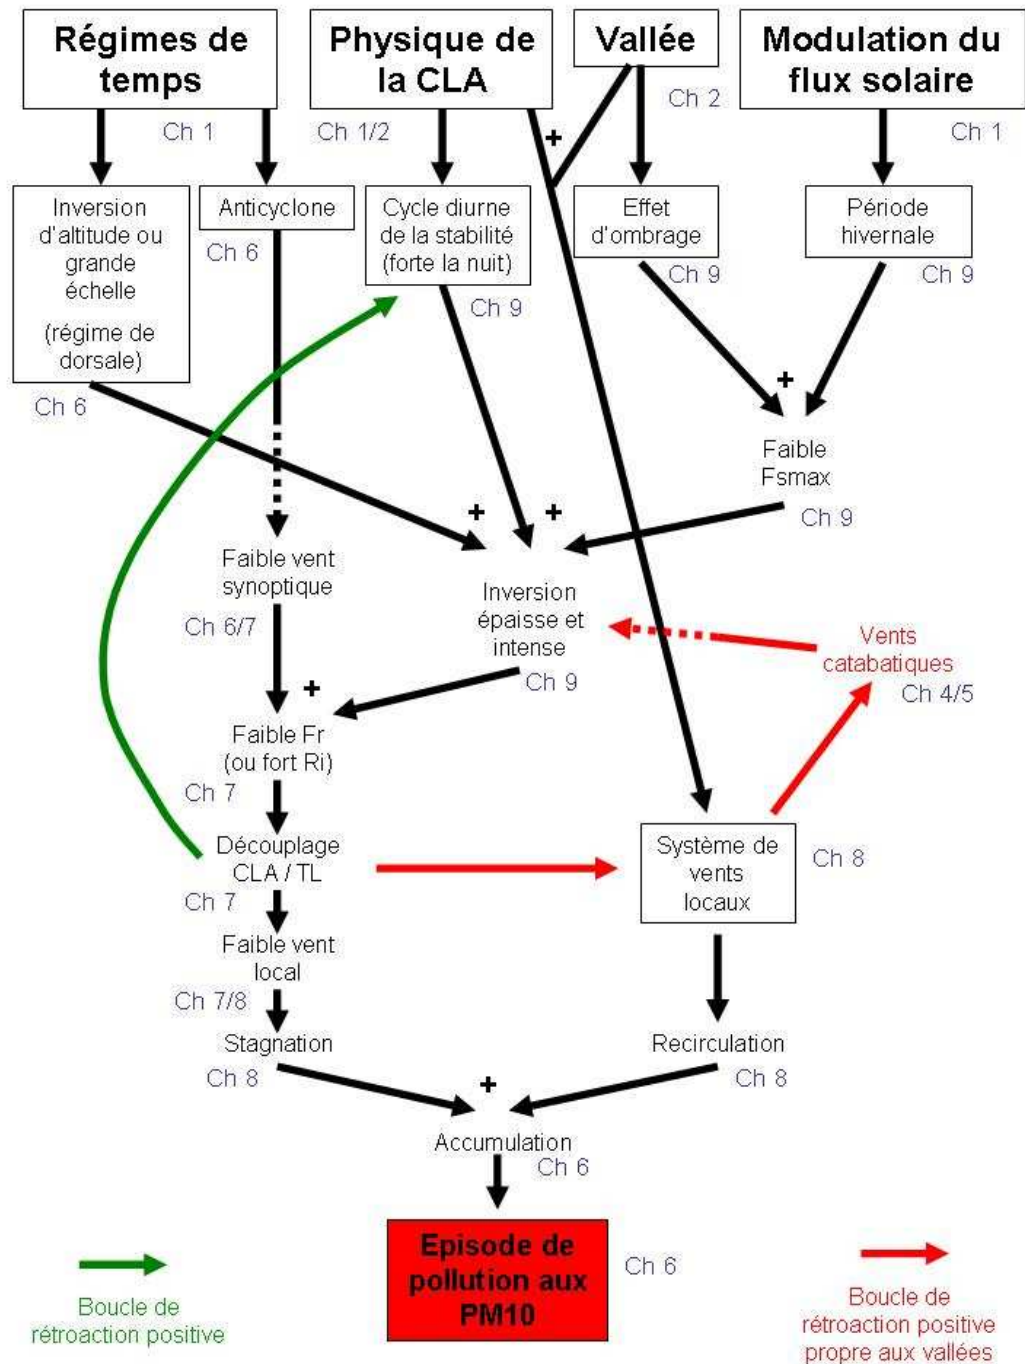 Régimes de
temps
Physique de
la CLA
Vallée
Modulation du
flux solaire
Ch 1
Ch 1/2
+
Ch 2
Ch 1
Inversion
d'altitude ou
grande
échelle
(régime de
dorsale)
Ch 6
Anticyclone
Ch 6
Cycle diurne
de la stabilité
(forte la nuit)
Ch 9
Effet
d'ombrage
Ch 9
Période
hivernale
Ch 9
+
Faible
Fsmax
Ch 9
+
+
Faible vent
synoptique
Ch 6/7
Inversion
épaisse et
intense
Ch 9
Vents
catabatiques
Ch 4/5
+
Faible Fr
(ou fort Ri)
Ch 7
Découplage
CLA / TL
Ch 7
Système de
vents
locaux
Ch 8
Faible vent
local
Ch 7/8
Stagnation
Ch 8
Recirculation
Ch 8
+
Accumulation
Ch 6
Episode de
pollution aux
PM10
Ch 6
Boucle de
rétroaction positive
Boucle de
rétroaction positive
propre aux vallées